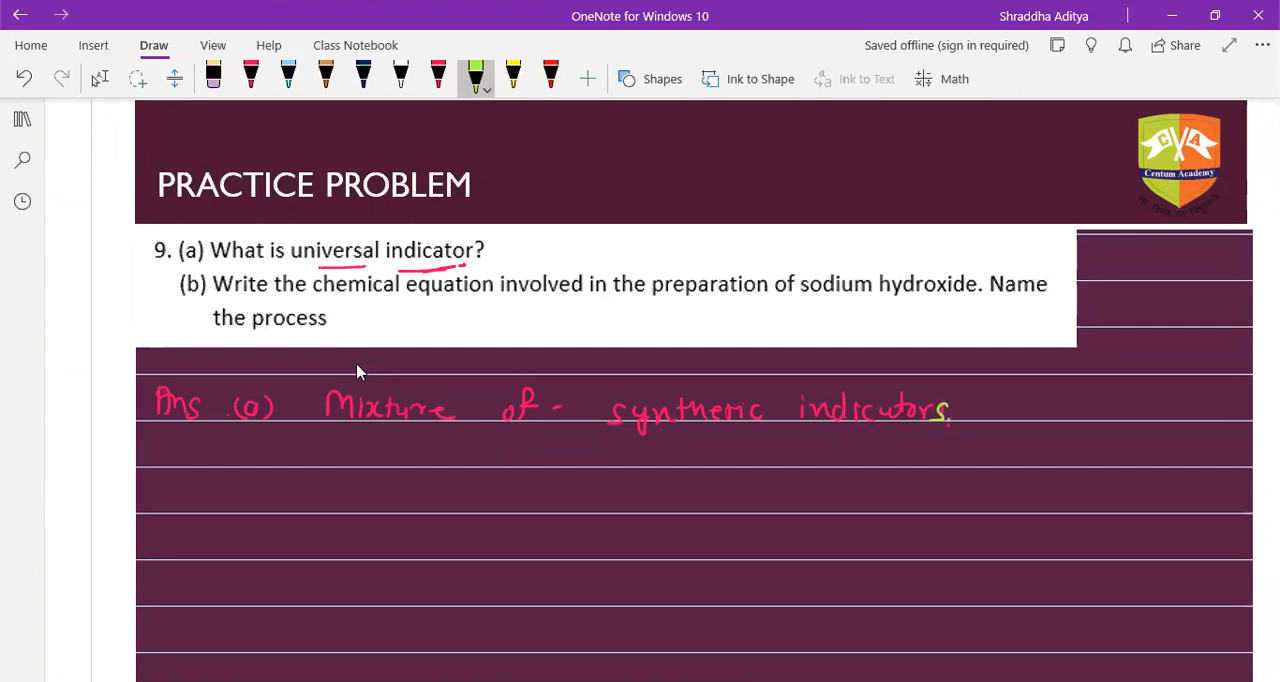 OneNote for Windows 10
Shraddha Aditya
Home Insert Draw View Help Class Notebook
Saved offline (sign in required) Share
Shapes Ink to Shape Ink to Text Math
PRACTICE PROBLEM
C A
Centum Academy
9. (a) What is universal indicator?
(b) Write the chemical equation involved in the preparation of sodium hydroxide. Name
the process
Ans. (a) Mixture of synthetic indicators.